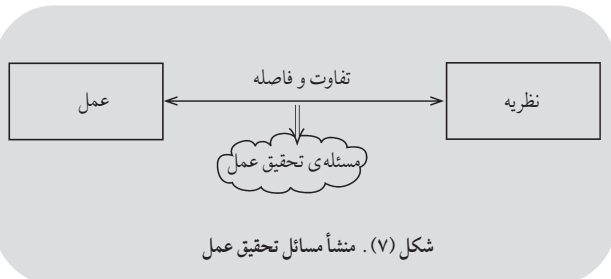 تفاوت و فاصله
نظریه
عمل
مسئله‌ی تحقیق عمل
شکل (۷). منشأ مسائل تحقیق عمل